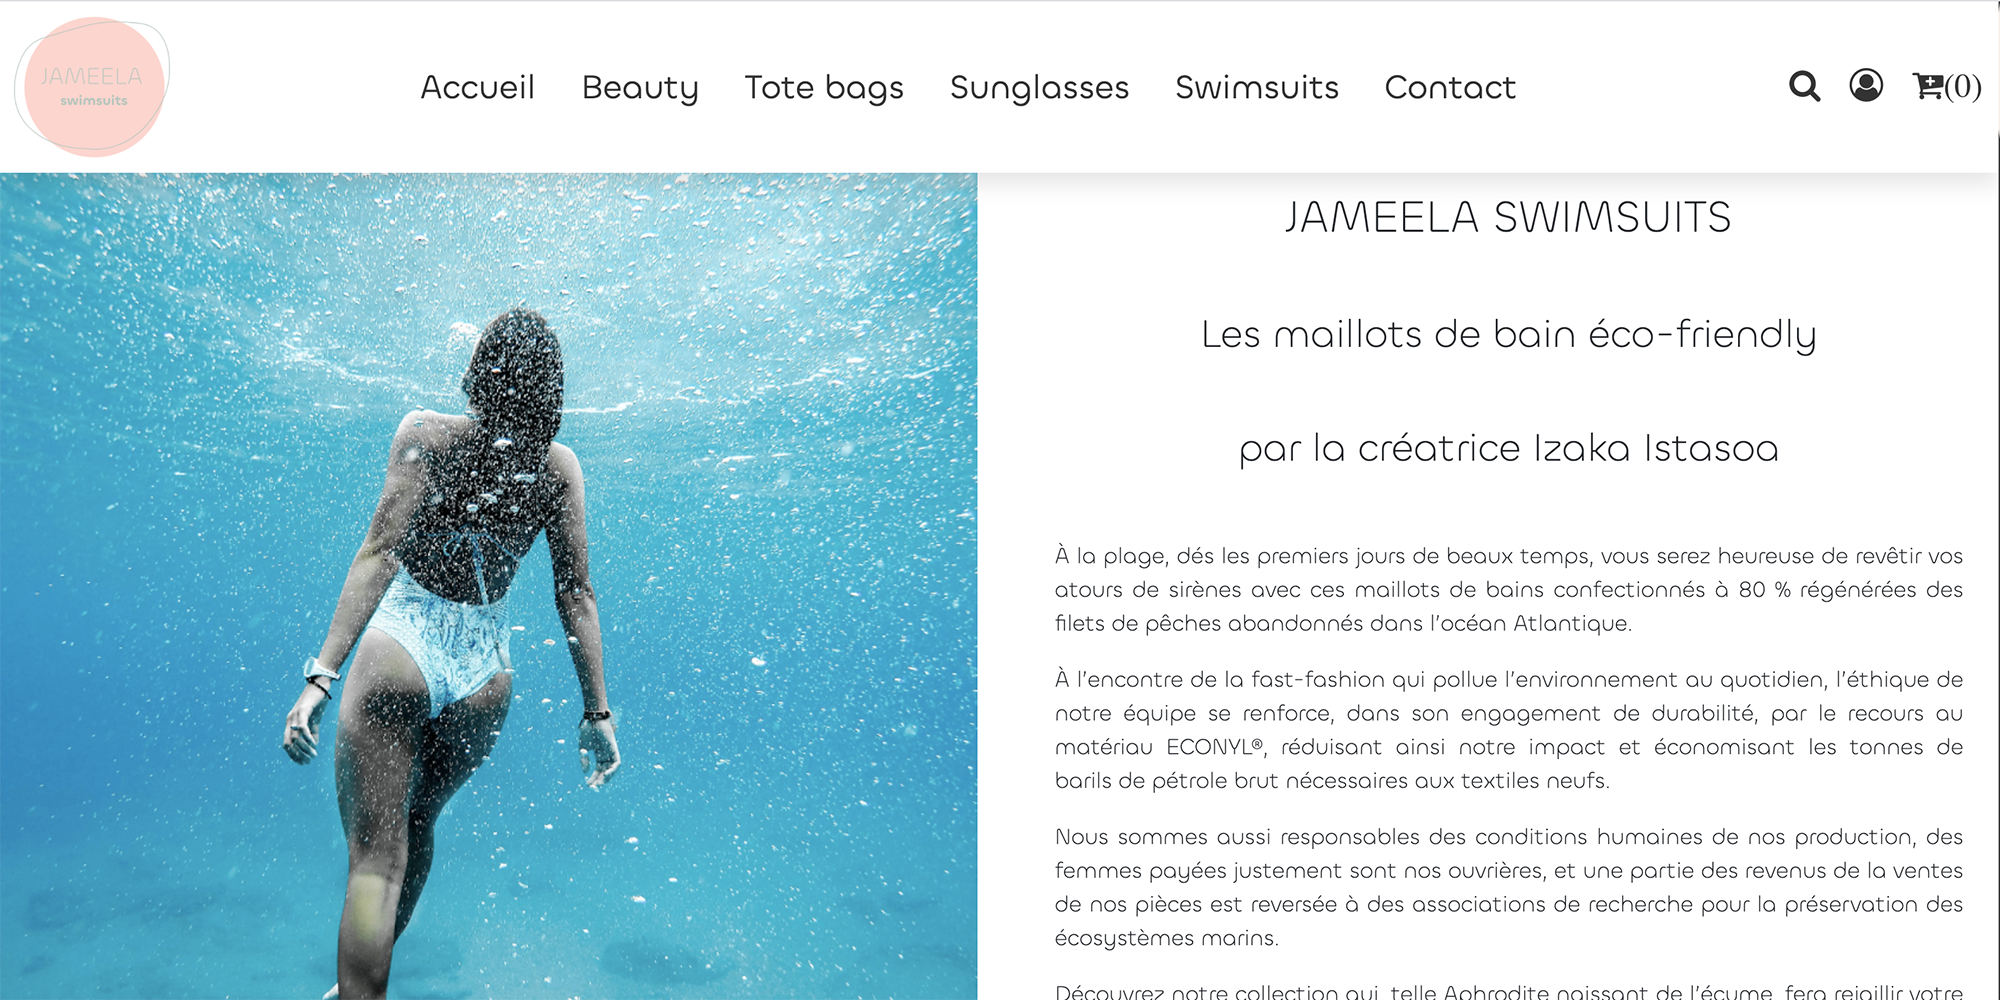 JAMEELA
swimsuits
Accueil Beauty Tote bags Sunglasses Swimsuits Contact
(0)
JAMEELA SWIMSUITS
Les maillots de bain éco-friendly
par la créatrice Izaka Istasoa
À la plage, dés les premiers jours de beaux temps, vous serez heureuse de revêtir vos
atours de sirènes avec ces maillots de bains confectionnés à 80 % régénérées des
filets de pêches abandonnés dans l’océan Atlantique.
À l’encontre de la fast-fashion qui pollue l’environnement au quotidien, l’éthique de
notre équipe se renforce, dans son engagement de durabilité, par le recours au
matériau ECONYL®, réduisant ainsi notre impact et économisant les tonnes de
barils de pétrole brut nécessaires aux textiles neufs.
Nous sommes aussi responsables des conditions humaines de nos production, des
femmes payées justement sont nos ouvrières, et une partie des revenus de la ventes
de nos pièces est reversée à des associations de recherche pour la préservation des
écosystèmes marins.
Découvrez notre collection qui, telle Aphrodite naissant de l’écume, fera rejaillir votre